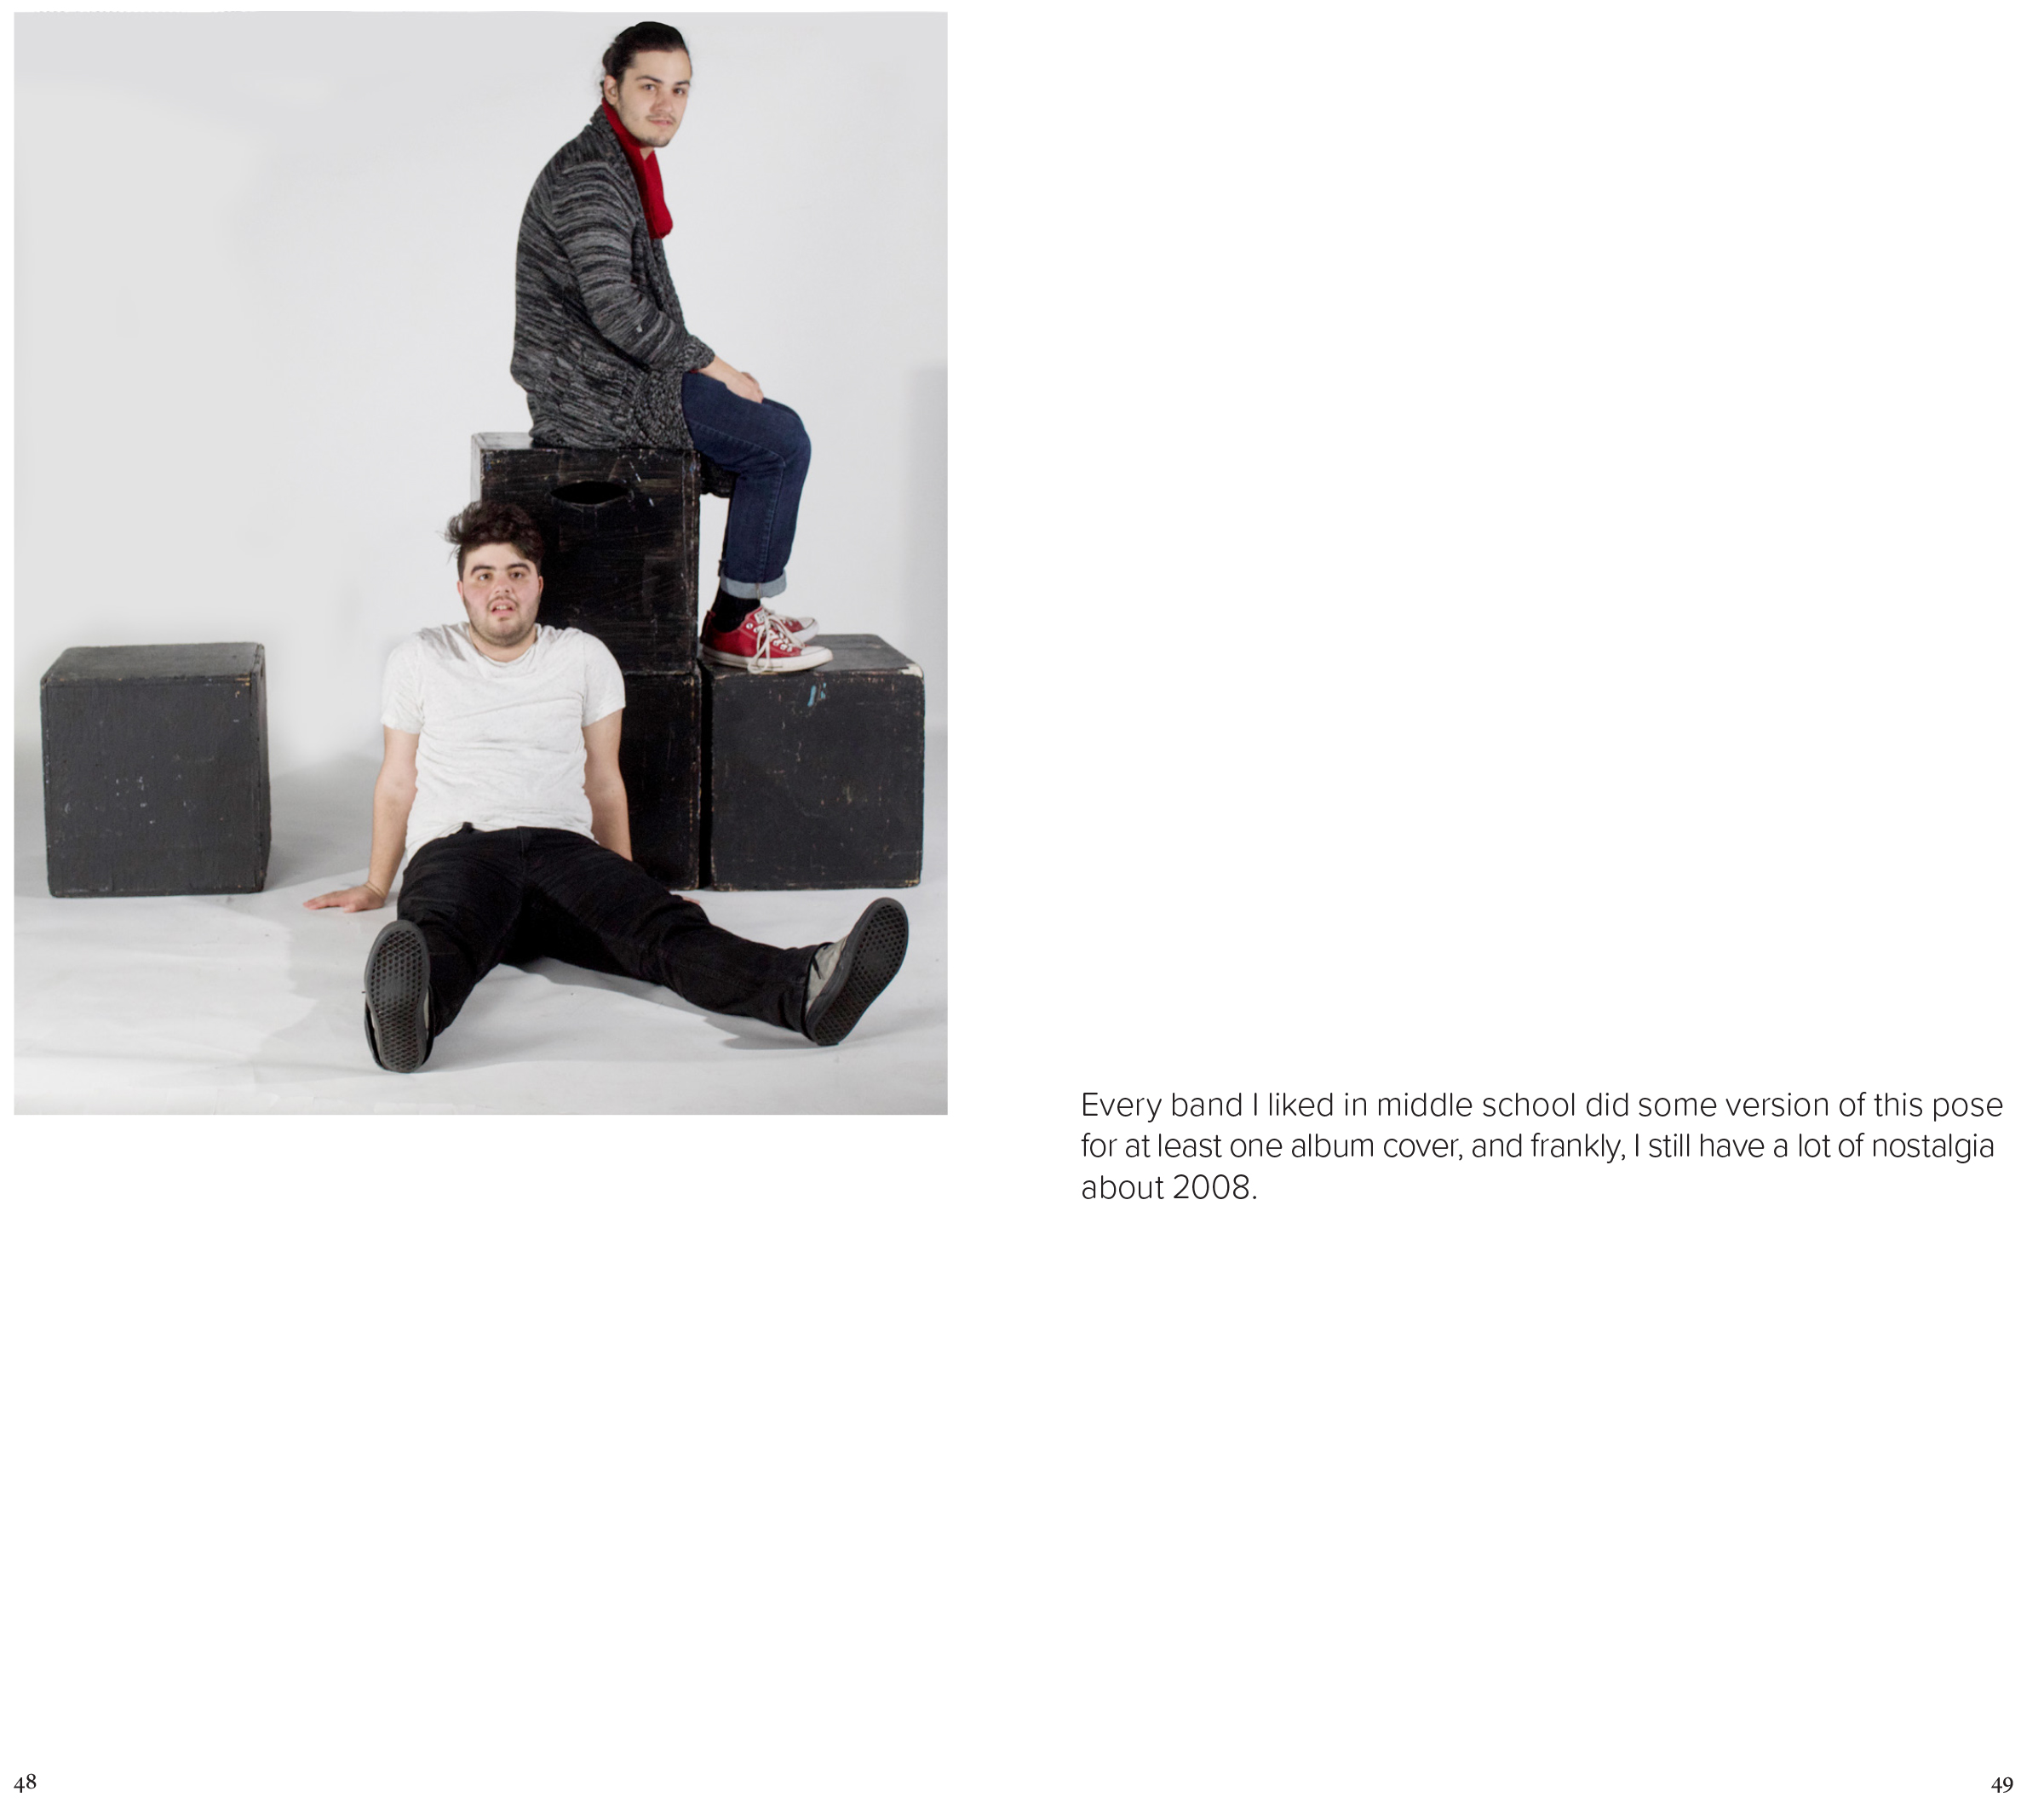 Every band I liked in middle school did some version of this pose
for at least one album cover, and frankly, I still have a lot of nostalgia
about 2008.
48
49